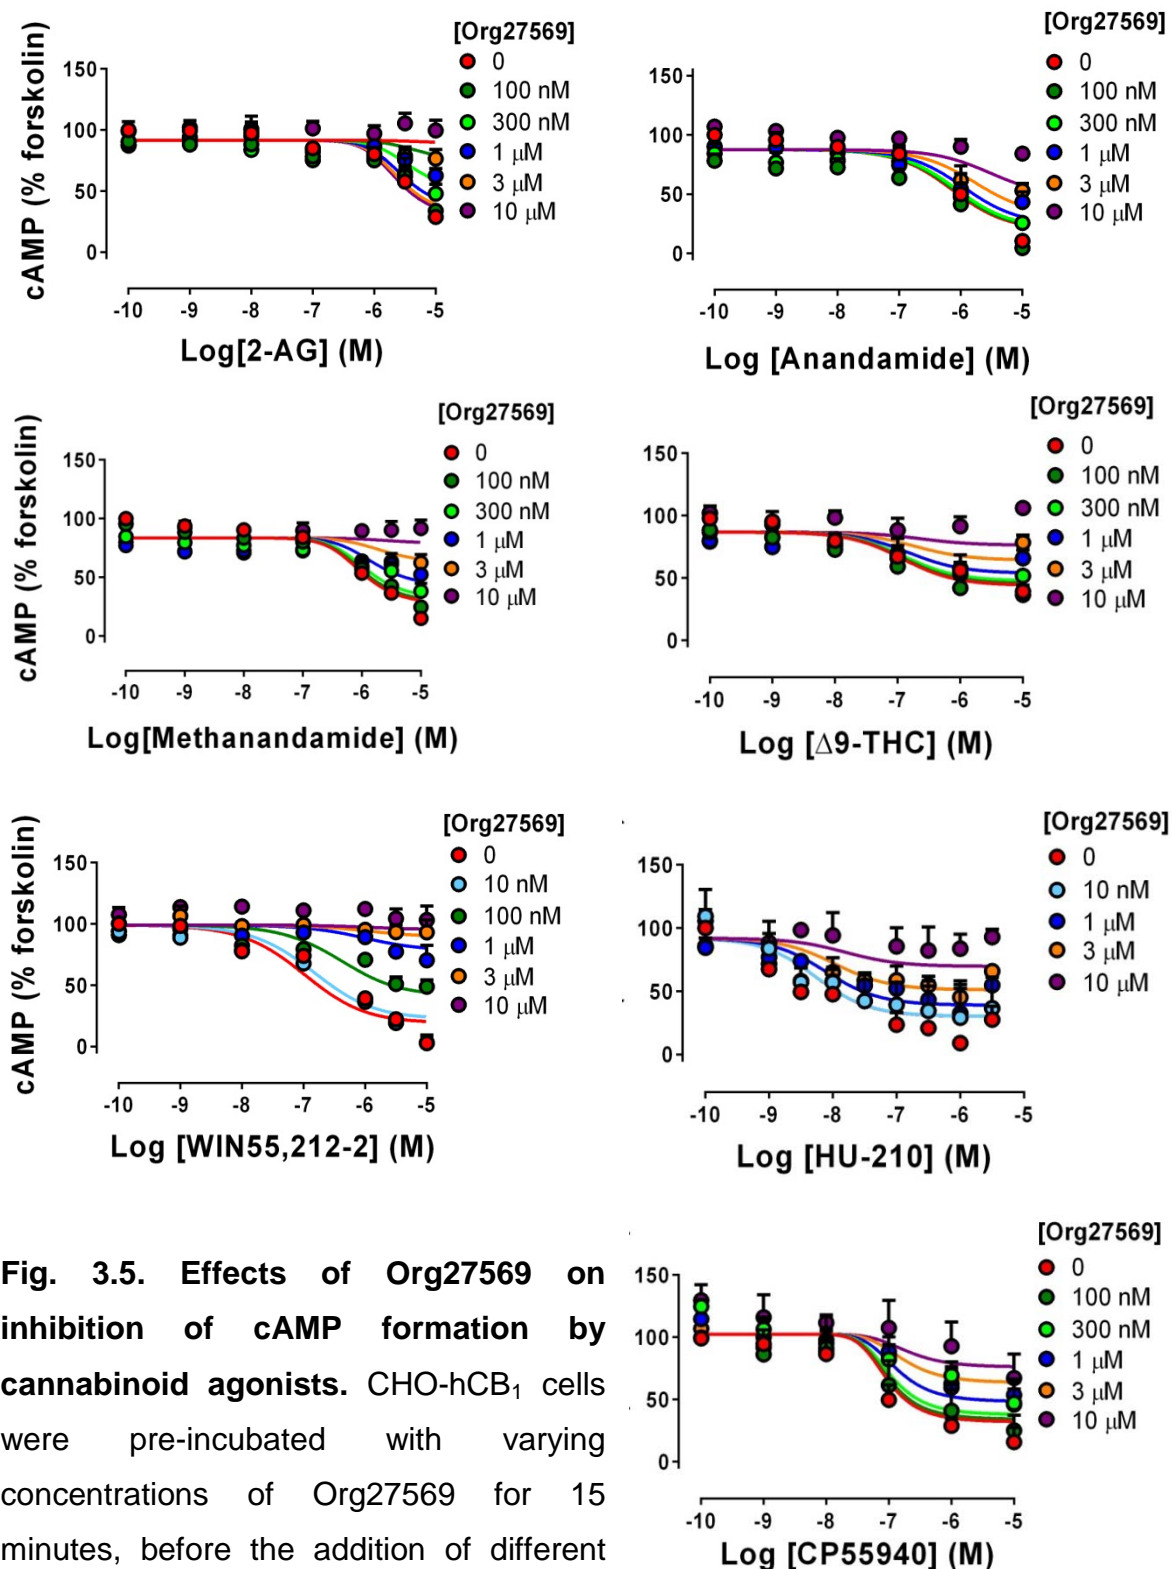 [Org27569]
0
100 nM
300 nM
1 µM
3 µM
10 µM
cAMP (% forskolin)
150
100
50
0
-10 -9 -8 -7 -6 -5
Log[2-AG] (M)
[Org27569]
0
100 nM
300 nM
1 µM
3 µM
10 µM
150
100
50
0
-10 -9 -8 -7 -6 -5
Log [Anandamide] (M)
[Org27569]
0
100 nM
300 nM
1 µM
3 µM
10 µM
cAMP (% forskolin)
150
100
50
0
-10 -9 -8 -7 -6 -5
Log[Methanandamide] (M)
[Org27569]
0
100 nM
300 nM
1 µM
3 µM
10 µM
150
100
50
0
-10 -9 -8 -7 -6 -5
Log [Δ9-THC] (M)
[Org27569]
0
10 nM
100 nM
1 µM
3 µM
10 µM
cAMP (% forskolin)
150
100
50
0
-10 -9 -8 -7 -6 -5
Log [WIN55,212-2] (M)
[Org27569]
0
10 nM
1 µM
3 µM
10 µM
150
100
50
0
-10 -9 -8 -7 -6 -5
Log [HU-210] (M)
[Org27569]
0
100 nM
300 nM
1 µM
3 µM
10 µM
150
100
50
0
-10 -9 -8 -7 -6 -5
Log [CP55940] (M)
Fig. 3.5. Effects of Org27569 on
inhibition of cAMP formation by
cannabinoid agonists. CHO-hCB₁ cells
were pre-incubated with varying
concentrations of Org27569 for 15
minutes, before the addition of different